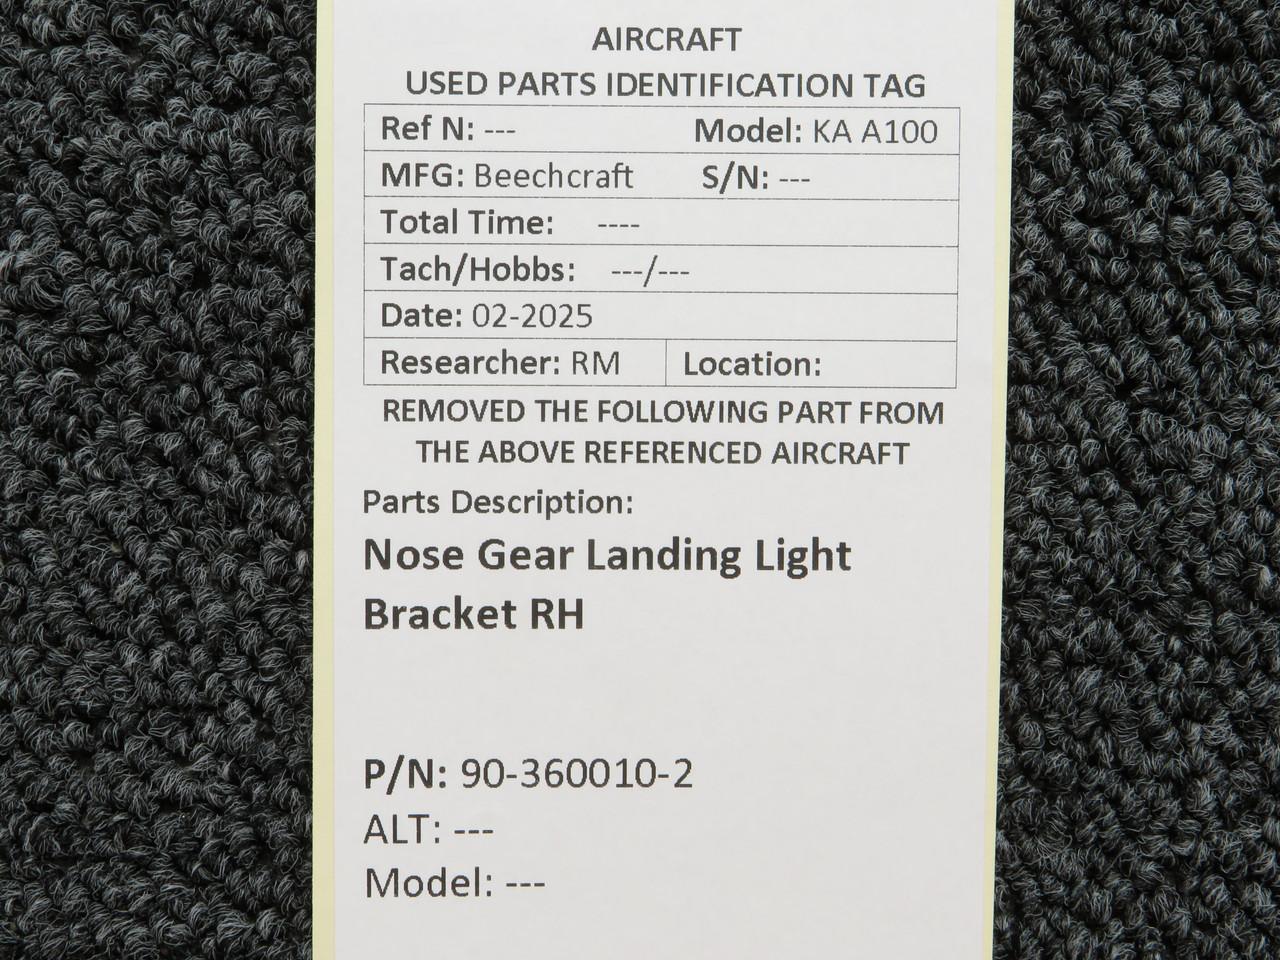 AIRCRAFT
USED PARTS IDENTIFICATION TAG
Ref N: --- Model: KA A100
MFG: Beechcraft S/N: ---
Total Time: ----
Tach/Hobbs: ---/---
Date: 02-2025
Researcher: RM Location:
REMOVED THE FOLLOWING PART FROM
THE ABOVE REFERENCED AIRCRAFT
Parts Description:
Nose Gear Landing Light
Bracket RH
P/N: 90-360010-2
ALT: ---
Model: ---